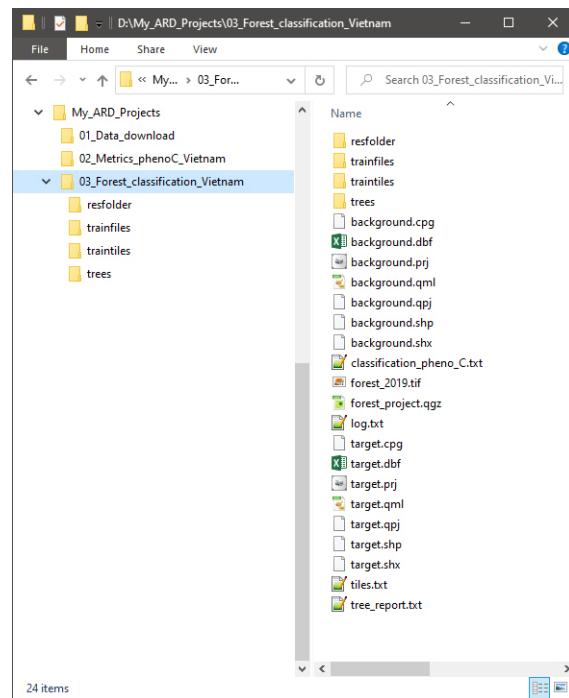 D:\My_ARD_Projects\03_Forest_classification_Vietnam
File Home Share View
« My... › 03_For...
Search 03_Forest_classification_Vi...
My_ARD_Projects
01_Data_download
02_Metrics_phenoC_Vietnam
03_Forest_classification_Vietnam
resfolder
trainfiles
traintiles
trees
Name
resfolder
trainfiles
traintiles
trees
background.cpg
background.dbf
background.prj
background.qml
background.qpj
background.shp
background.shx
classification_pheno_C.txt
forest_2019.tif
forest_project.qgz
log.txt
target.cpg
target.dbf
target.prj
target.qml
target.qpj
target.shp
target.shx
tiles.txt
tree_report.txt
24 items